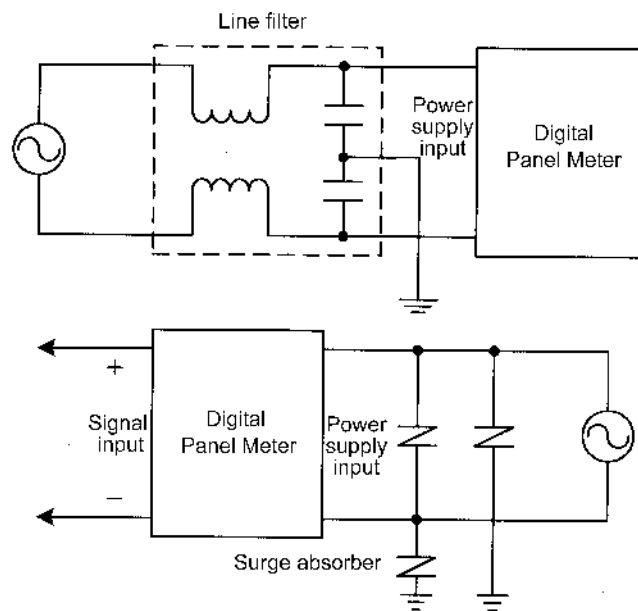 Line filter
Power
supply
input
Digital
Panel Meter
+
Signal
input
−
Digital
Panel Meter
Power
supply
input
Surge absorber